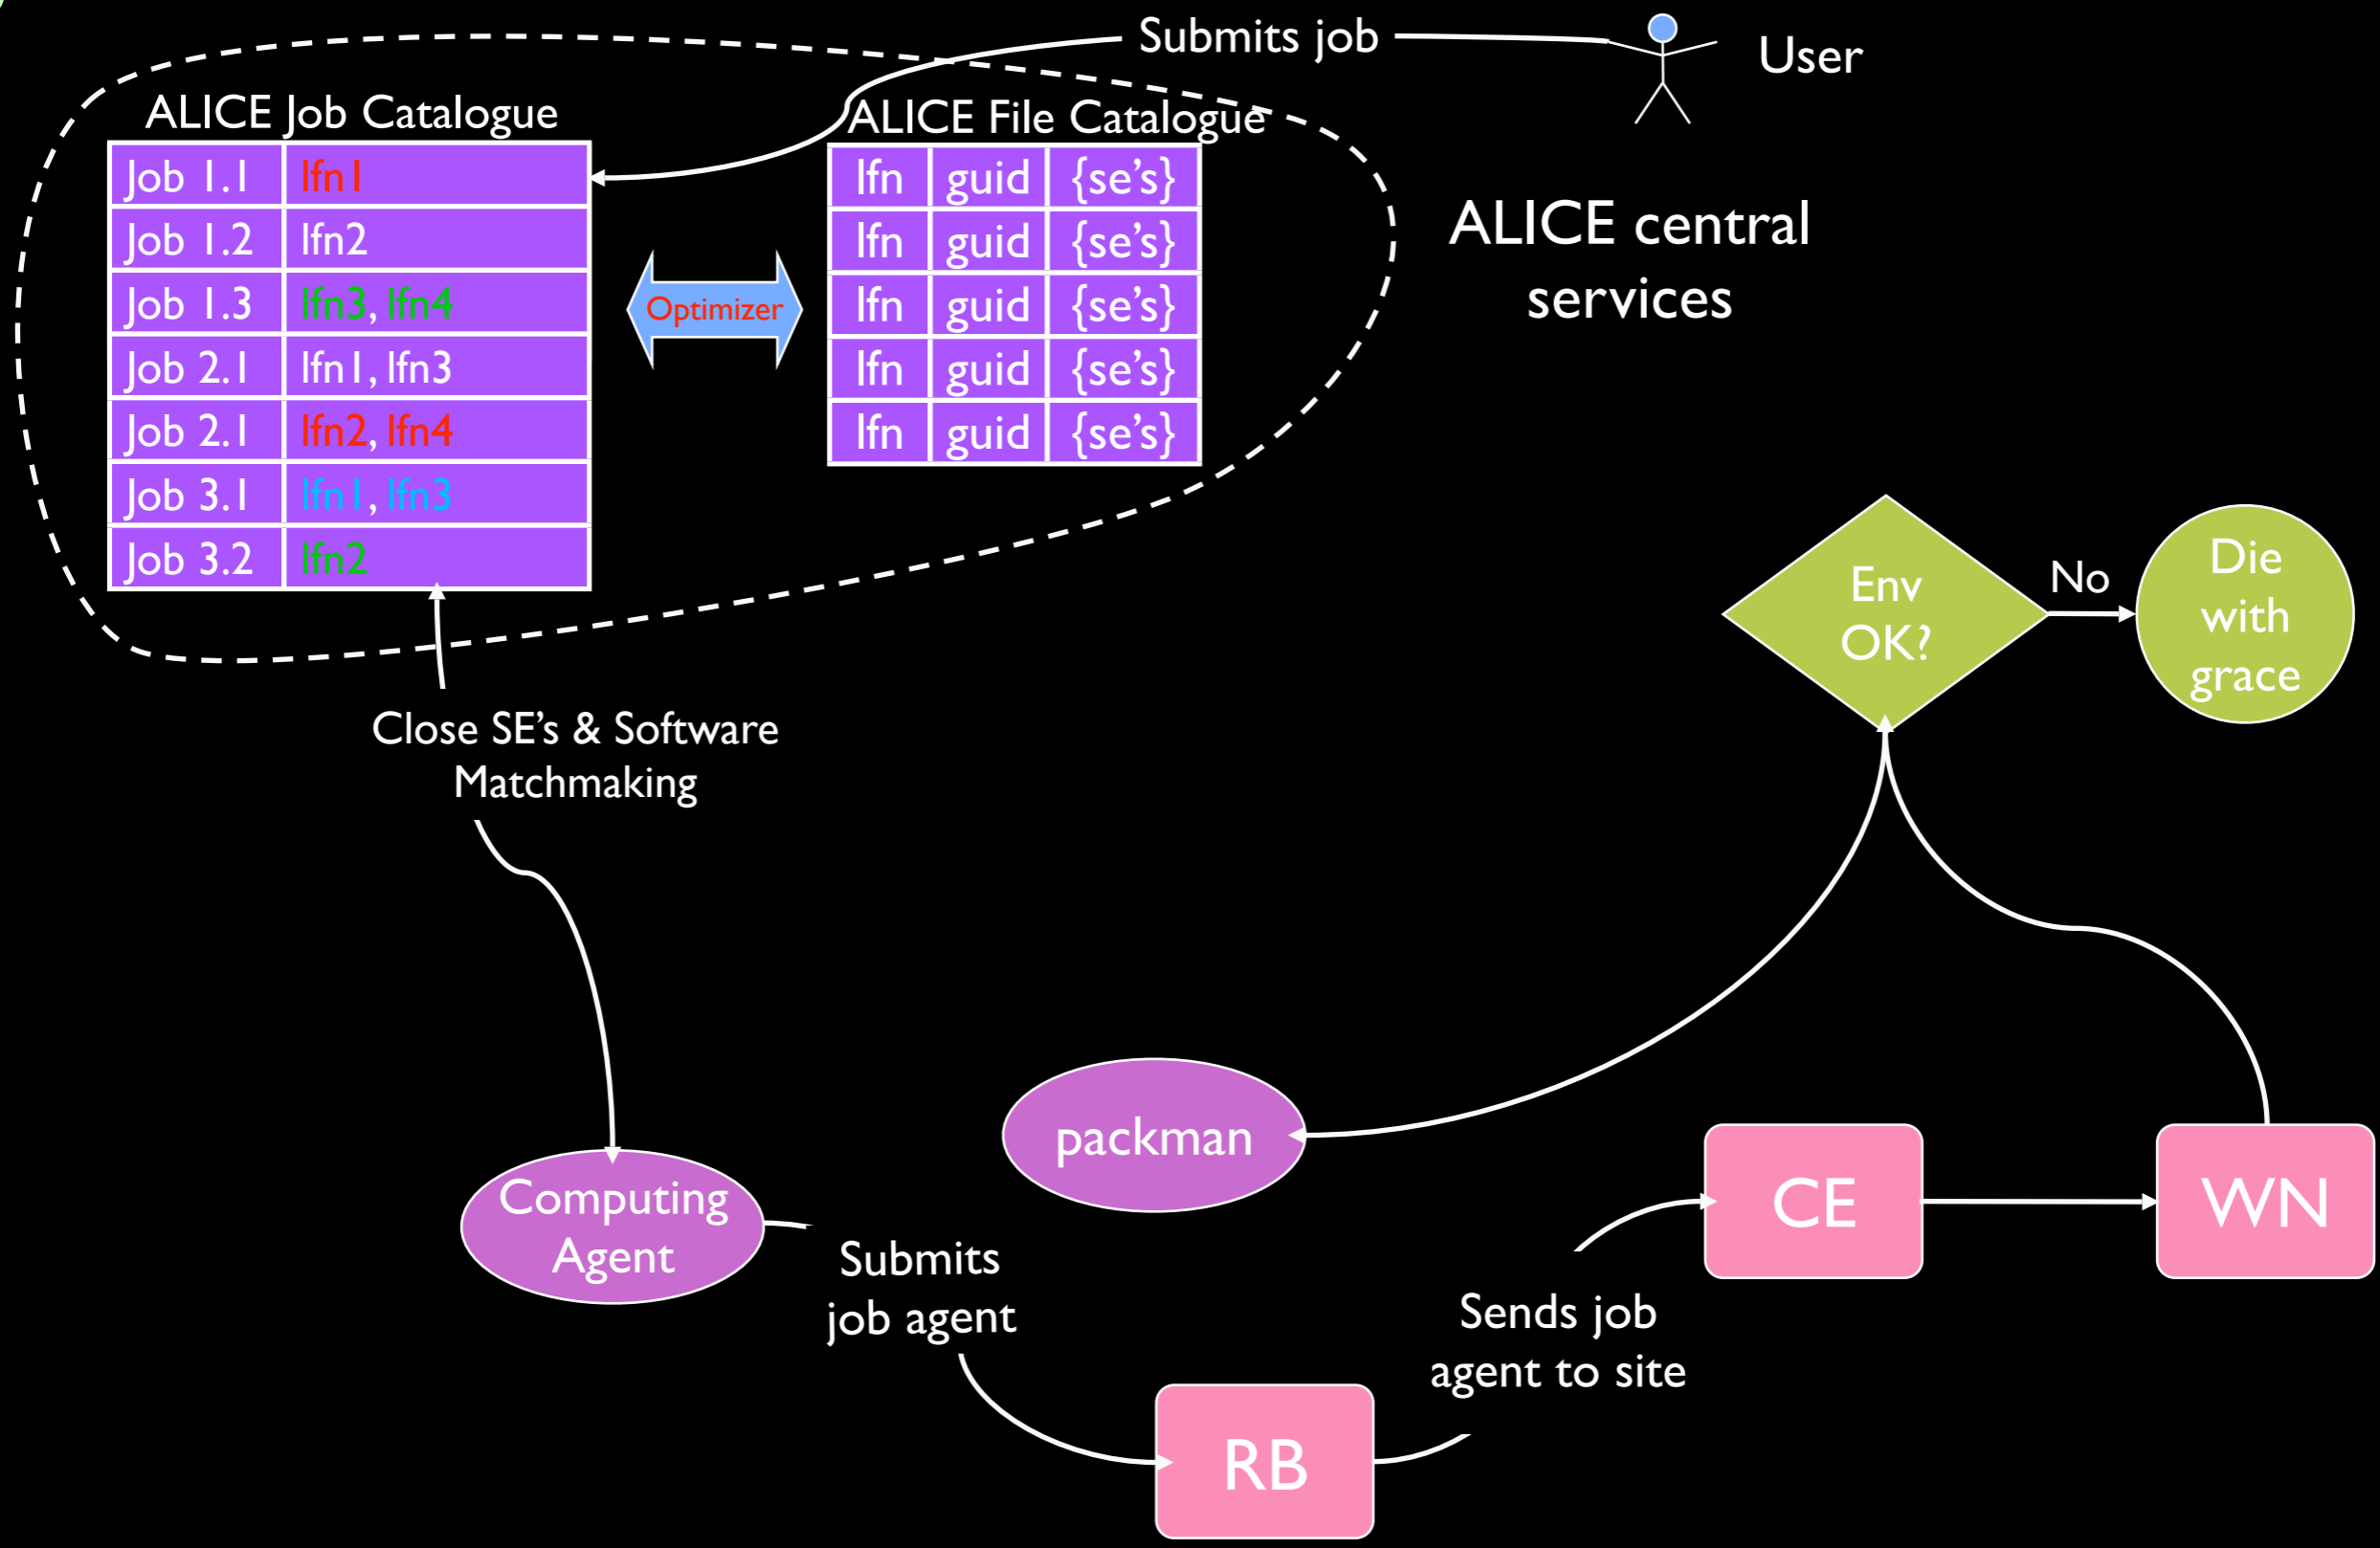 Submits job
User
ALICE Job Catalogue
ALICE File Catalogue
Job 1.1 lfn1
Job 1.2 lfn2
Job 1.3 lfn3, lfn4
Job 2.1 lfn1, lfn3
Job 2.1 lfn2, lfn4
Job 3.1 lfn1, lfn3
Job 3.2 lfn2
Optimizer
lfn guid {se's}
lfn guid {se's}
lfn guid {se's}
lfn guid {se's}
lfn guid {se's}
ALICE central
services
Env
OK?
No
Die
with
grace
Close SE's & Software
Matchmaking
packman
Computing
Agent
Submits
job agent
CE
WN
Sends job
agent to site
RB